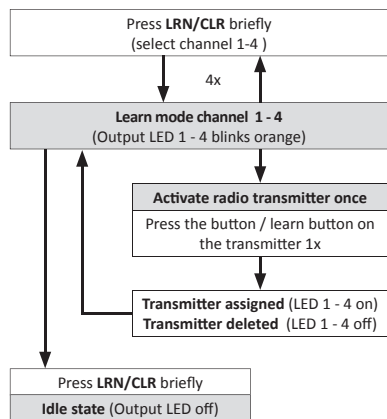 Press LRN/CLR briefly
(select channel 1-4 )
4x
Learn mode channel 1 - 4
(Output LED 1 - 4 blinks orange)
Activate radio transmitter once
Press the button / learn button on
the transmitter 1x
Transmitter assigned (LED 1 - 4 on)
Transmitter deleted (LED 1 - 4 off)
Press LRN/CLR briefly
Idle state (Output LED off)